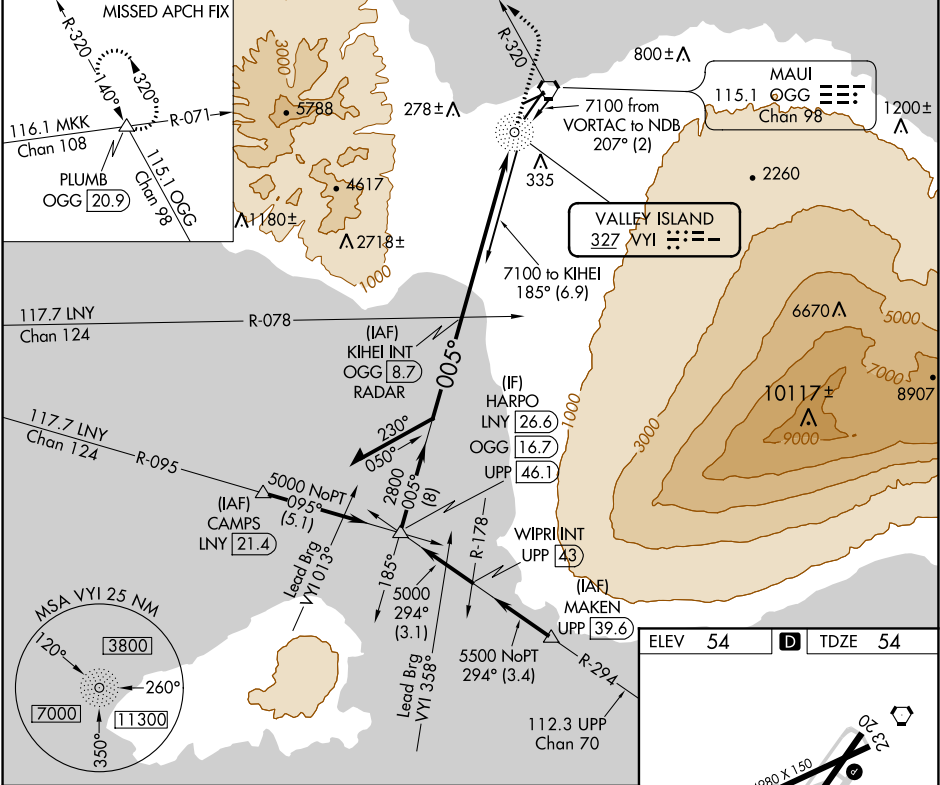 MISSED APCH FIX
R-320
140°
320°
R-071
116.1 MKK
Chan 108
115.1 OGG
Chan 98
PLUMB
OGG 20.9
3000
5788
4617
1180±
2718±
1000
278±
R-320
800±
MAUI
115.1 OGG
Chan 98
1200±
7100 from
VORTAC to NDB
207° (2)
335
2260
VALLEY ISLAND
327 VYI
7100 to KIHEI
185° (6.9)
117.7 LNY
Chan 124
R-078
(IAF)
KIHEI INT
OGG 8.7
RADAR
005°
6670
5000
7000
8907
10117±
9000
1000
3000
(IF)
HARPO
LNY 26.6
OGG 16.7
UPP 46.1
230°
050°
117.7 LNY
Chan 124
R-095
5000 NoPT
095°
(5.1)
2800
005°
(8)
(IAF)
CAMPS
LNY 21.4
R-178
WIPRI INT
UPP 43
185°
Lead Brg
VYI 013°
5000
294°
(3.1)
(IAF)
MAKEN
UPP 39.6
Lead Brg
VYI 358°
5500 NoPT
294° (3.4)
R-294
112.3 UPP
Chan 70
MSA VYI 25 NM
120°
3800
260°
7000
11300
350°
ELEV 54
D
TDZE 54
23
20
P